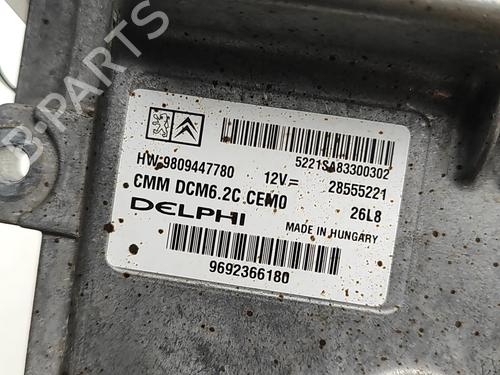 B-PARTS
5221SA83300302
HW:9809447780 12V= 28555221
CMM DCM6.2C.CEM0 26L8
DELPHI MADE IN HUNGARY
9692366180